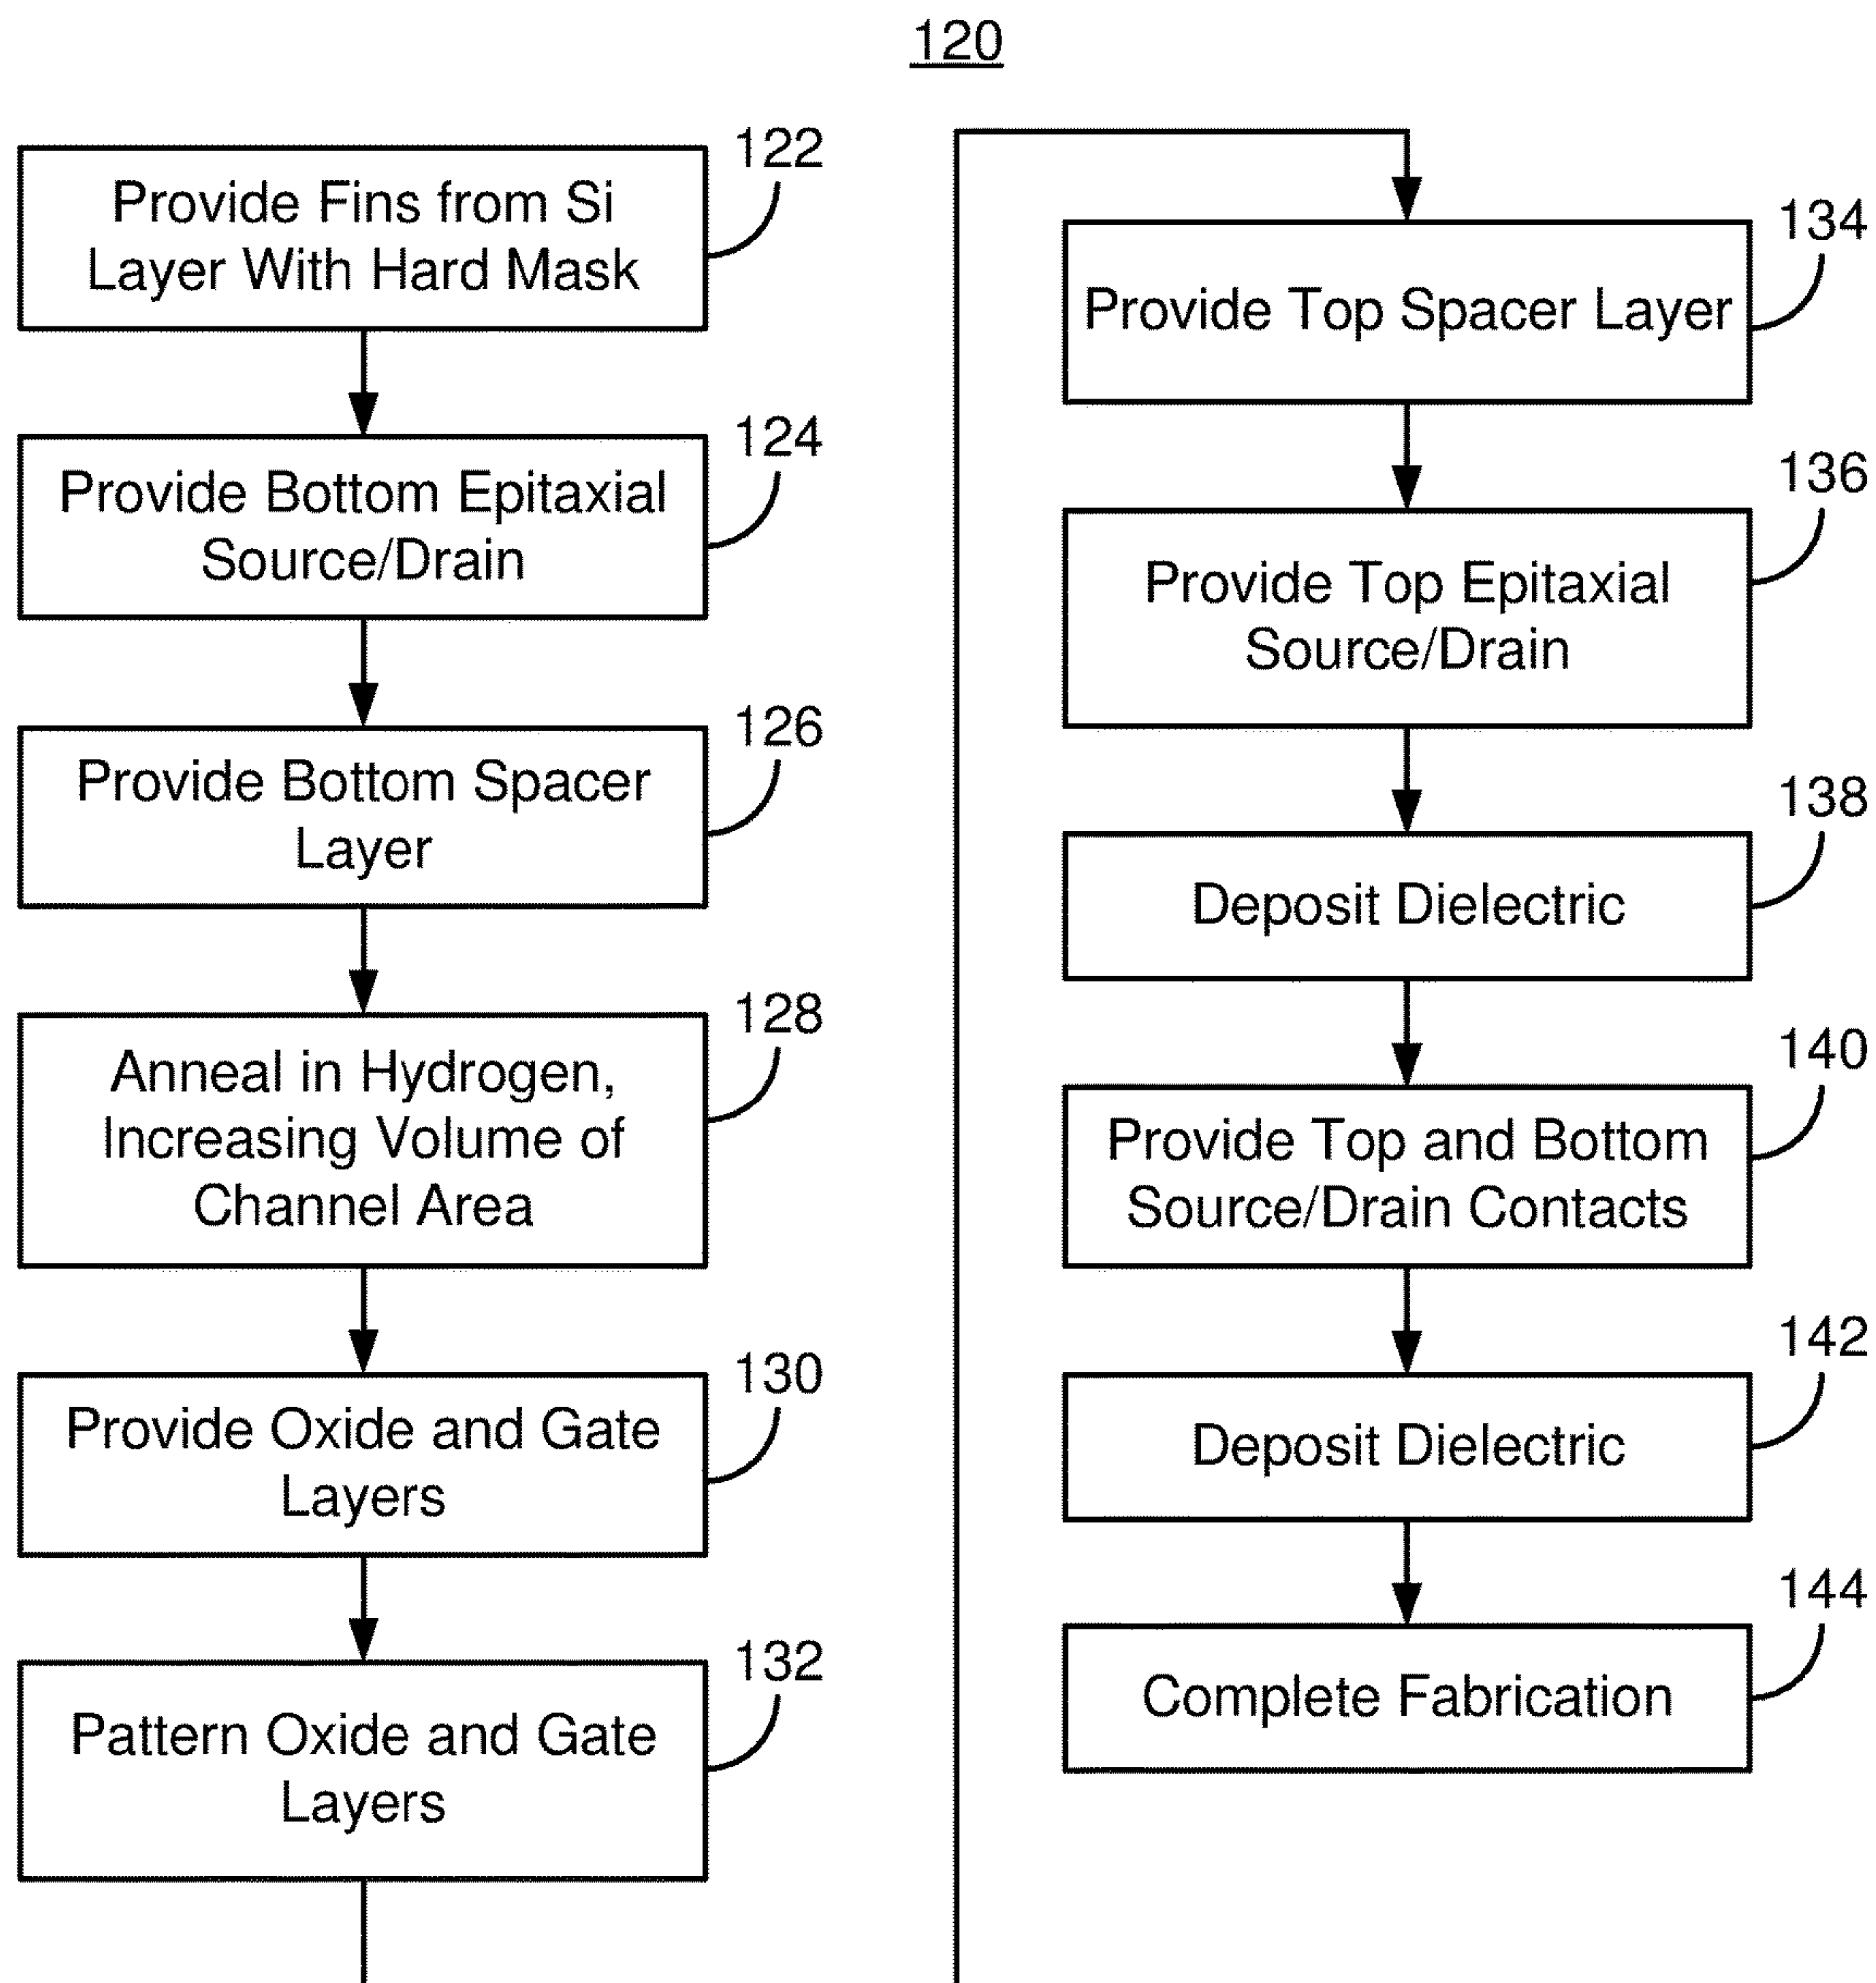 120
122
Provide Fins from Si
Layer With Hard Mask
124
Provide Bottom Epitaxial
Source/Drain
126
Provide Bottom Spacer
Layer
128
Anneal in Hydrogen,
Increasing Volume of
Channel Area
130
Provide Oxide and Gate
Layers
132
Pattern Oxide and Gate
Layers
134
Provide Top Spacer Layer
136
Provide Top Epitaxial
Source/Drain
138
Deposit Dielectric
140
Provide Top and Bottom
Source/Drain Contacts
142
Deposit Dielectric
144
Complete Fabrication